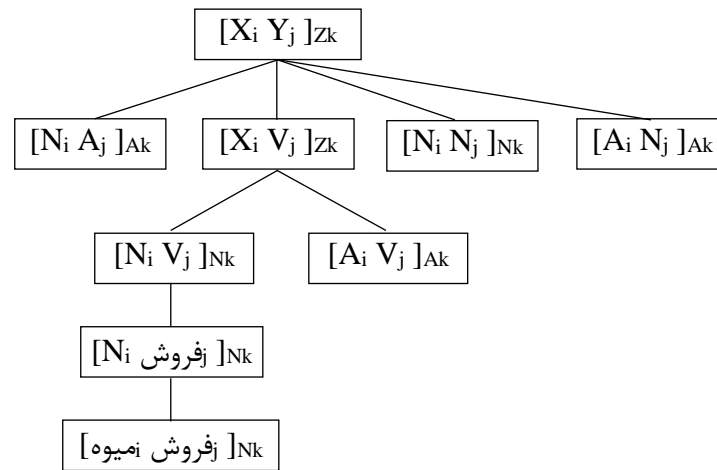 [Xi Yj ]Zk
[Ni Aj ]Ak [Xi Vj ]Zk [Ni Nj ]Nk [Ai Nj ]Ak
[Ni Vj ]Nk [Ai Vj ]Ak
[Ni فروشj ]Nk
[میوهi فروشj ]Nk